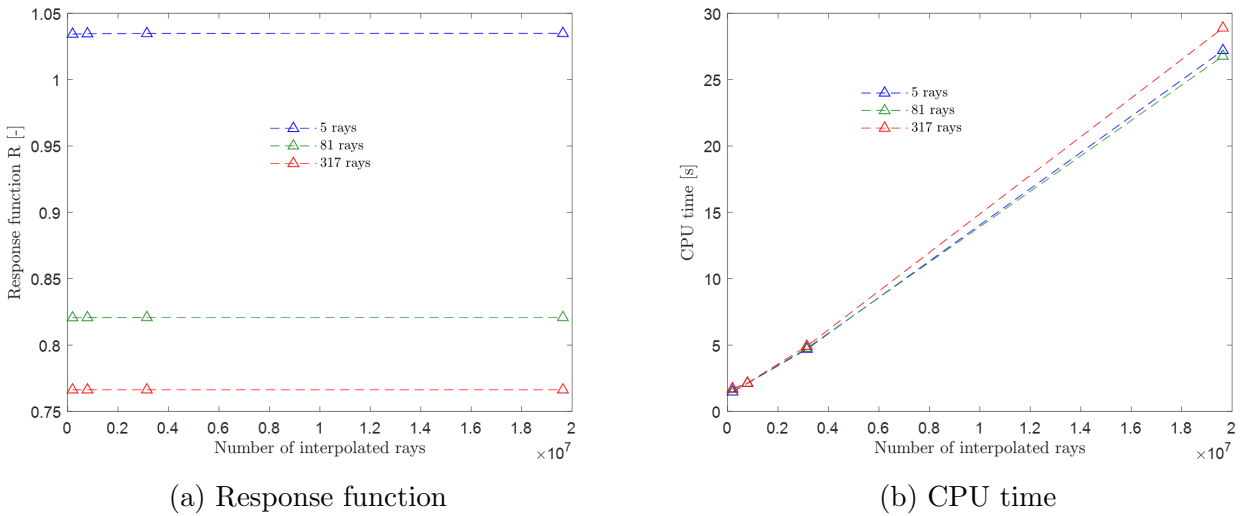 1.05
1
0.95
0.9
0.85
0.8
0.75
Response function R [-]
5 rays
81 rays
317 rays
0 0.2 0.4 0.6 0.8 1 1.2 1.4 1.6 1.8 2
Number of interpolated rays
×10⁷
(a) Response function
30
25
20
15
10
5
0
CPU time [s]
5 rays
81 rays
317 rays
0 0.2 0.4 0.6 0.8 1 1.2 1.4 1.6 1.8 2
Number of interpolated rays
×10⁷
(b) CPU time